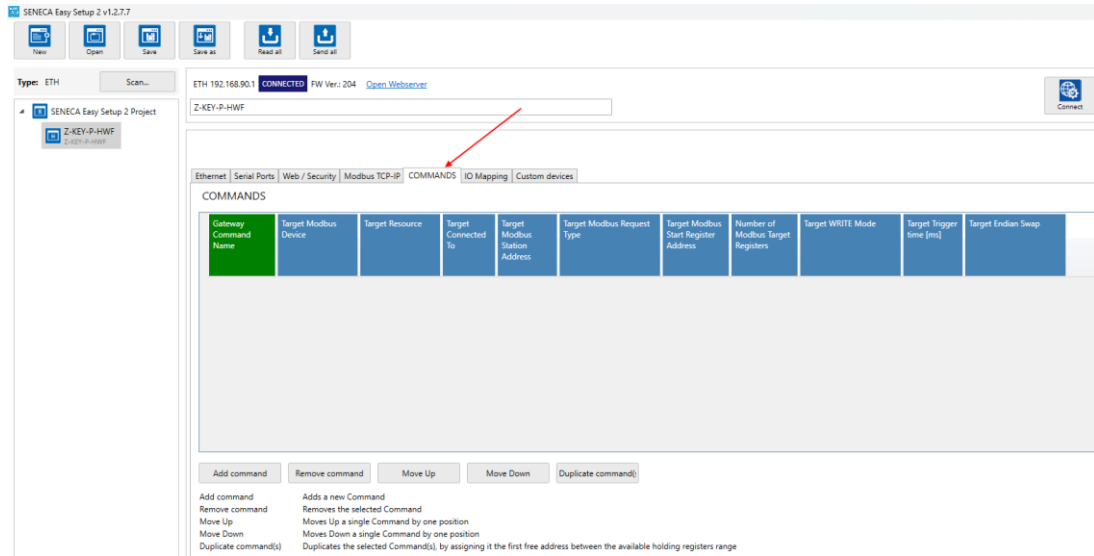 SENECA Easy Setup 2 v1.2.7.7
New
Open
Save
Save as
Read all
Send all
Type: ETH
Scan...
ETH 192.168.90.1 CONNECTED FW Ver.: 204 Open Webserver
Connect
Z-KEY-P-HWF
SENECA Easy Setup 2 Project
Z-KEY-P-HWF
Z-KEY-P-HWF
Ethernet Serial Ports Web / Security Modbus TCP-IP COMMANDS IO Mapping Custom devices
COMMANDS
Gateway
Command
Name
Target Modbus
Device
Target Resource
Target
Connected
To
Target
Modbus
Station
Address
Target Modbus Request
Type
Target Modbus
Start Register
Address
Number of
Modbus Target
Registers
Target WRITE Mode
Target Trigger
time [ms]
Target Endian Swap
Add command
Remove command
Move Up
Move Down
Duplicate command(
Add command Adds a new Command
Remove command Removes the selected Command
Move Up Moves Up a single Command by one position
Move Down Moves Down a single Command by one position
Duplicate command(s) Duplicates the selected Command(s), by assigning it the first free address between the available holding registers range